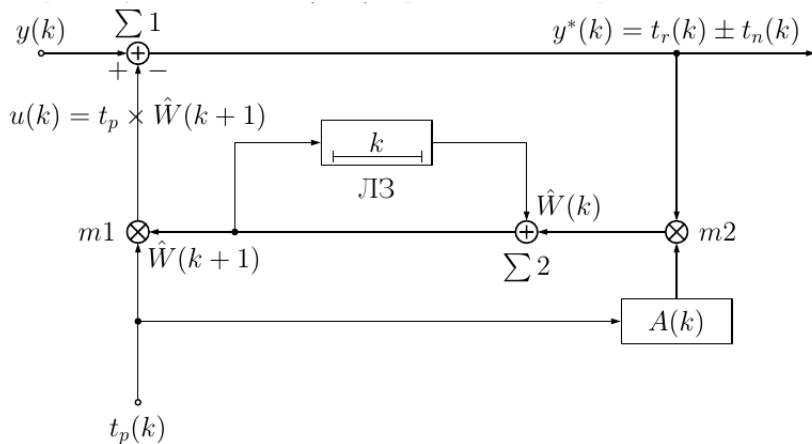 ∑ 1
y(k)
y*(k) = t_r(k) ± t_n(k)
+ −
u(k) = t_p × Ŵ(k + 1)
k
ЛЗ
Ŵ(k)
m1
Ŵ(k + 1)
∑ 2
m2
A(k)
t_p(k)